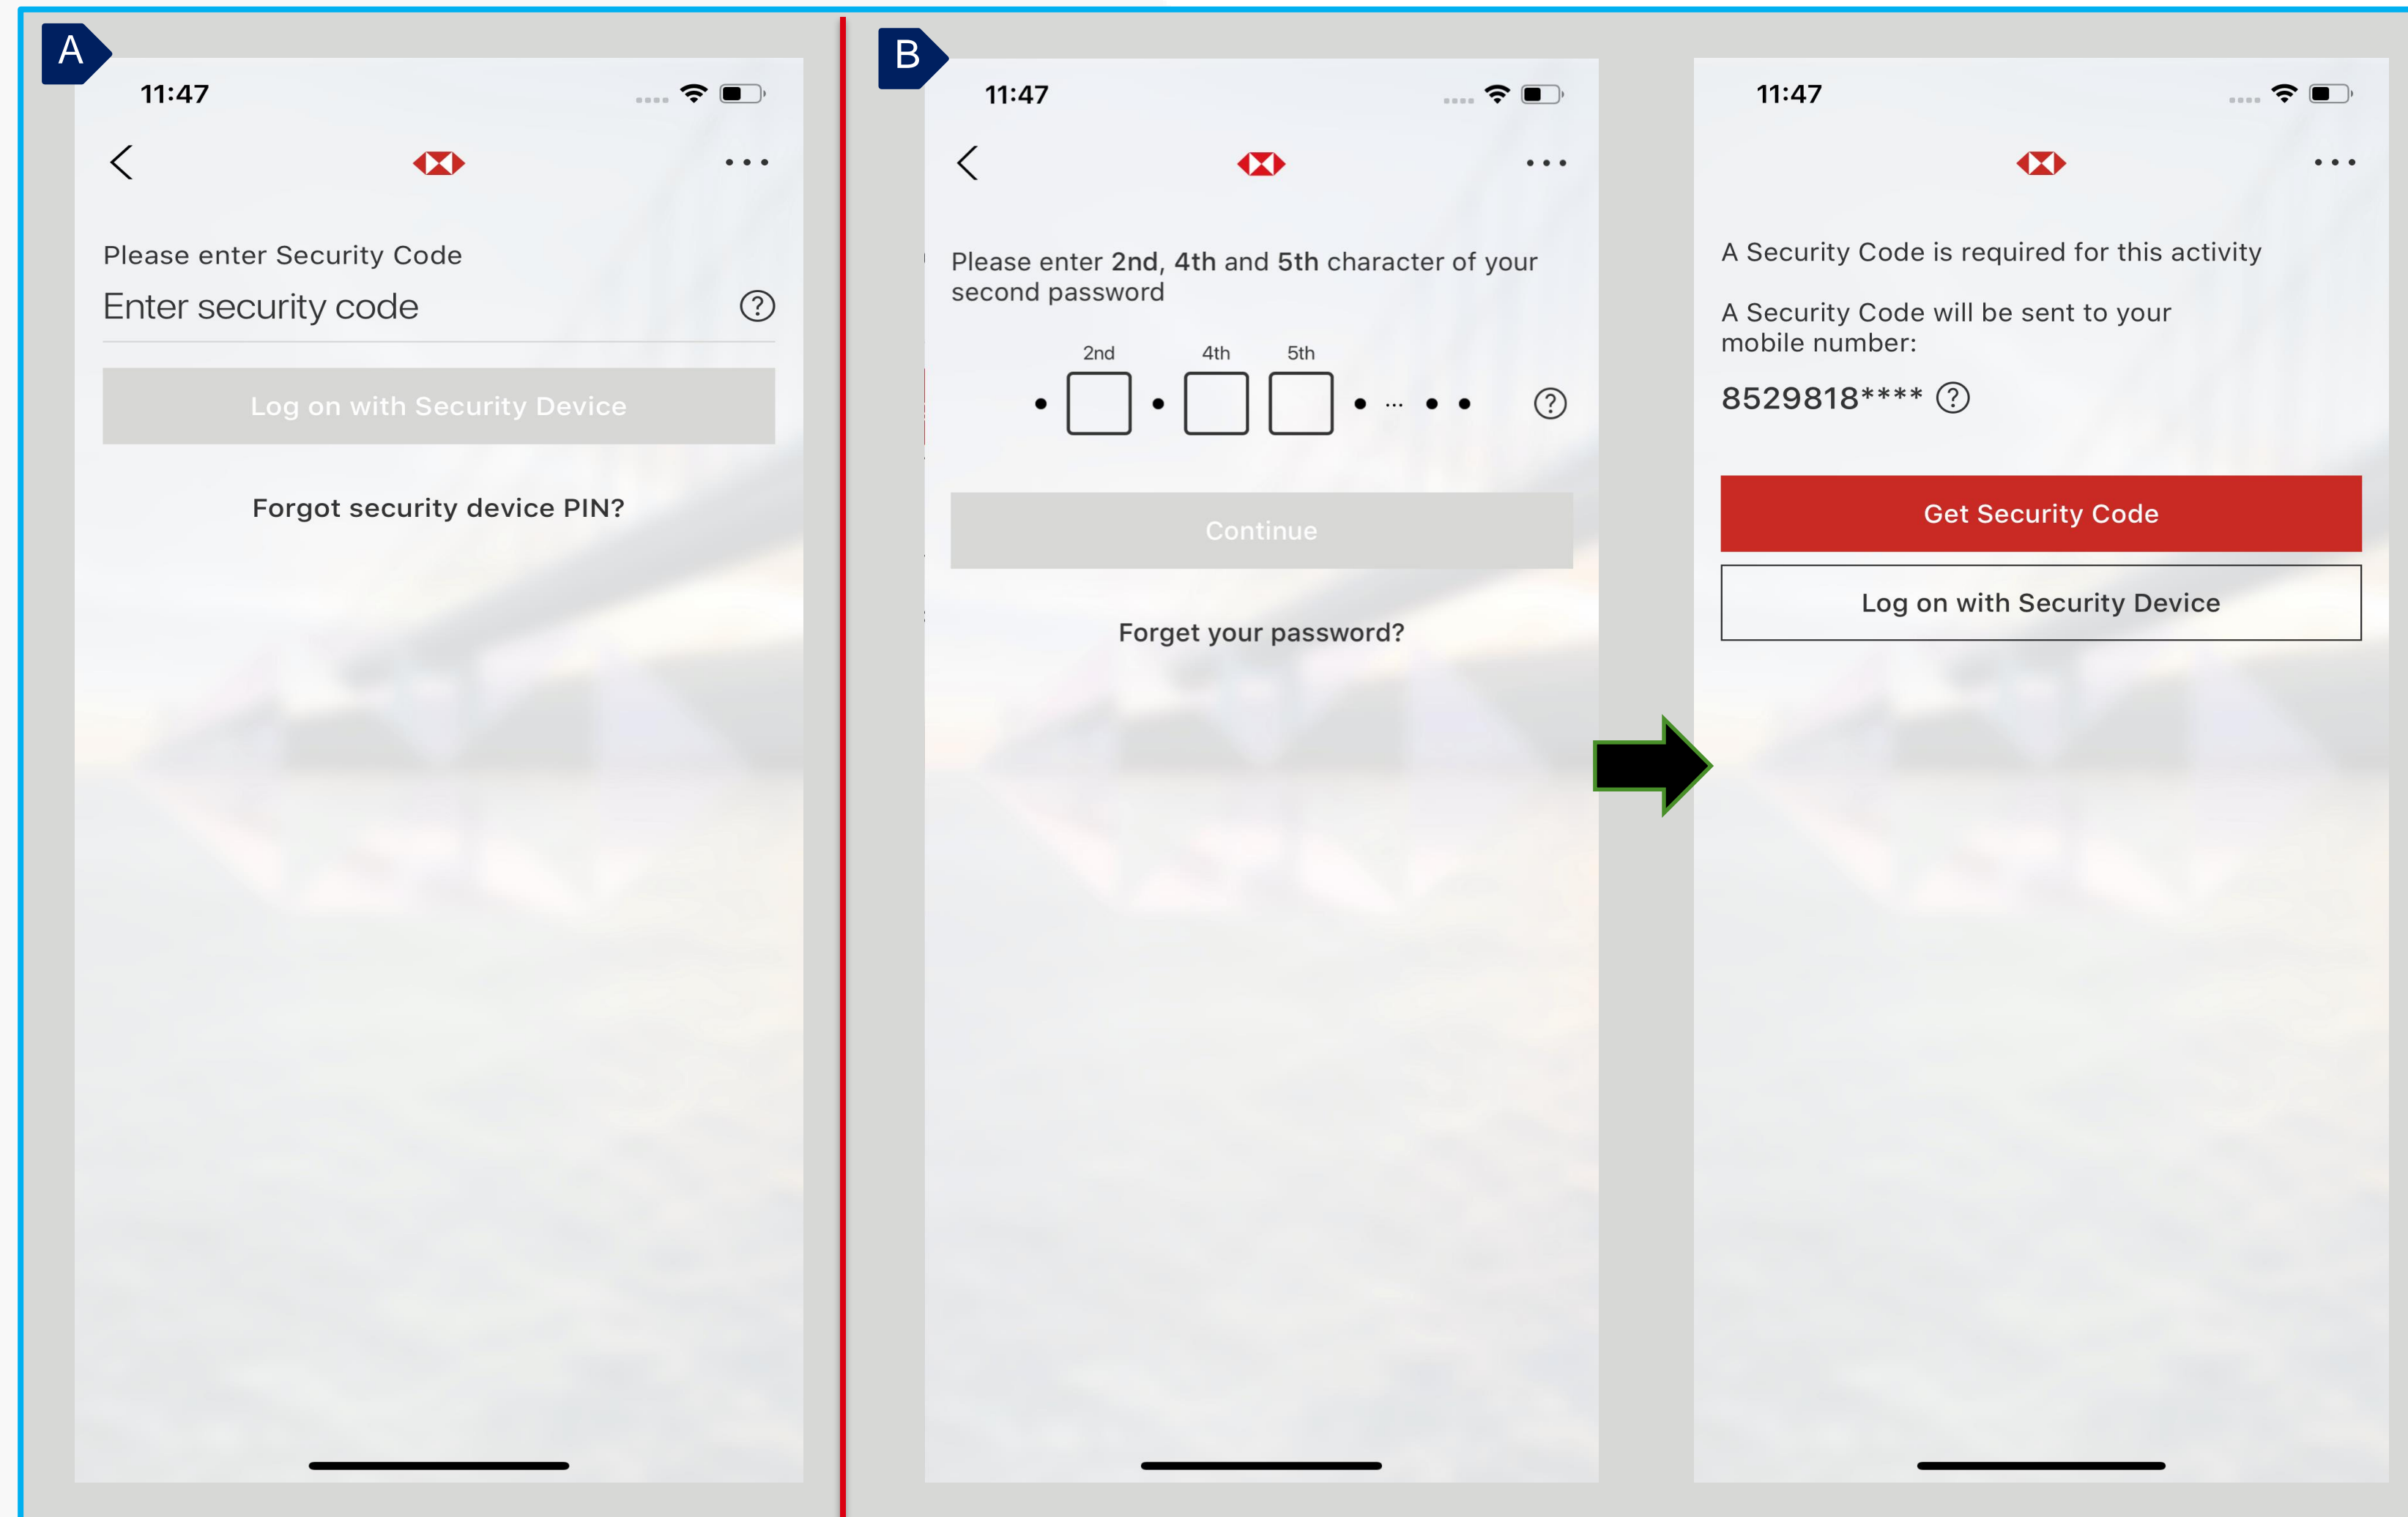 A
11:47
Please enter Security Code
Enter security code
?
Log on with Security Device
Forgot security device PIN?
B
11:47
Please enter 2nd, 4th and 5th character of your
second password
2nd 4th 5th
?
Continue
Forget your password?
11:47
A Security Code is required for this activity
A Security Code will be sent to your
mobile number:
8529818**** ?
Get Security Code
Log on with Security Device